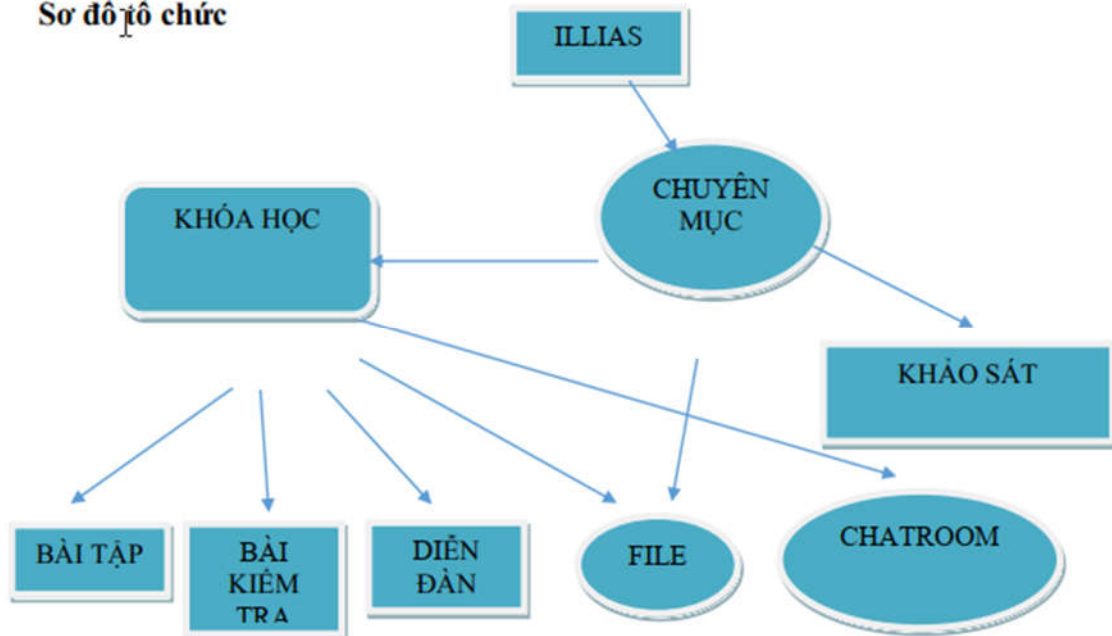 Sơ đồ tổ chức
ILLIAS
CHUYÊN
MỤC
KHÓA HỌC
KHẢO SÁT
BÀI TẬP
BÀI
KIỂM
TRA
DIỄN
ĐÀN
FILE
CHATROOM